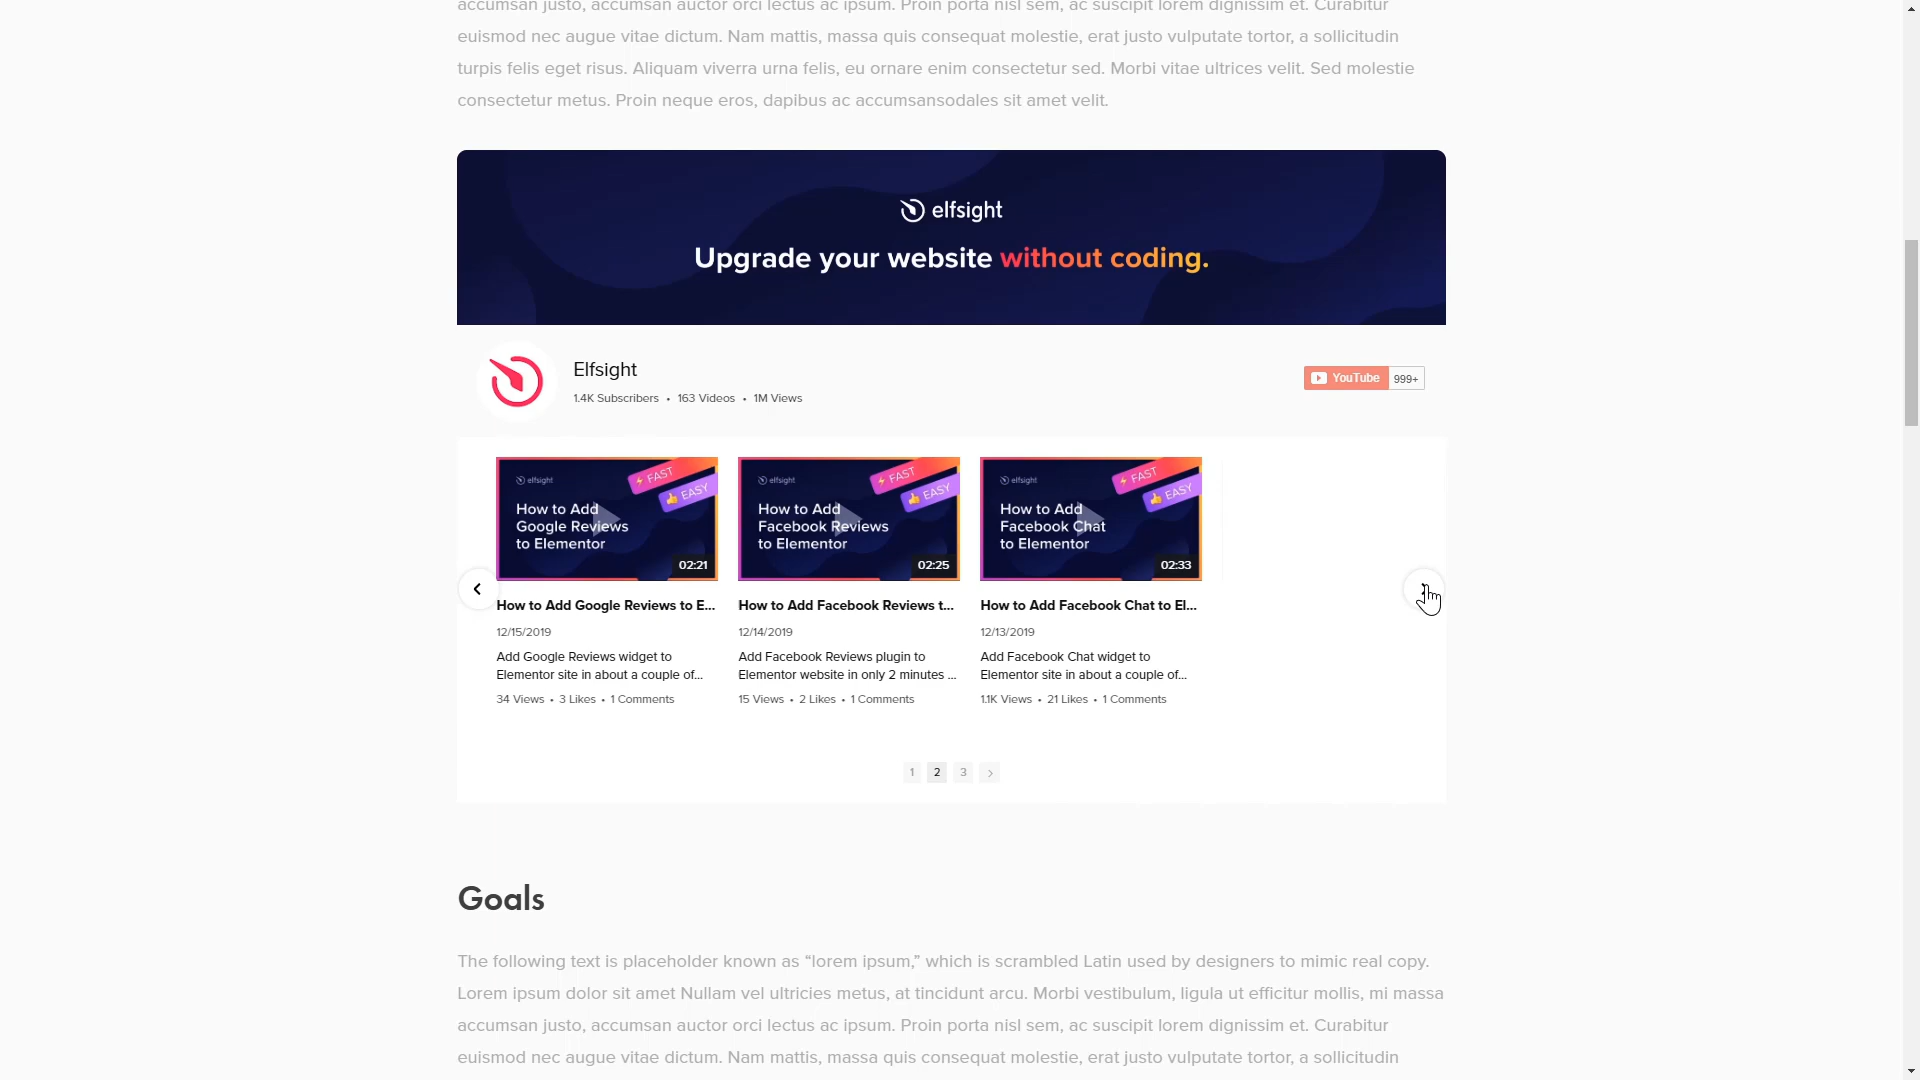 accumsan justo, accumsan auctor orci lectus ac ipsum. Proin porta nisl sem, ac suscipit lorem dignissim et. Curabitur
euismod nec augue vitae dictum. Nam mattis, massa quis consequat molestie, erat justo vulputate tortor, a sollicitudin
turpis felis eget risus. Aliquam viverra urna felis, eu ornare enim consectetur sed. Morbi vitae ultrices velit. Sed molestie
consectetur metus. Proin neque eros, dapibus ac accumsansodales sit amet velit.
elfsight
Upgrade your website without coding.
Elfsight
1.4K Subscribers • 163 Videos • 1M Views
YouTube 999+
elfsight
FAST
EASY
How to Add
Google Reviews
to Elementor
02:21
How to Add Google Reviews to E...
12/15/2019
Add Google Reviews widget to
Elementor site in about a couple of...
34 Views • 3 Likes • 1 Comments
elfsight
FAST
EASY
How to Add
Facebook Reviews
to Elementor
02:25
How to Add Facebook Reviews t...
12/14/2019
Add Facebook Reviews plugin to
Elementor website in only 2 minutes ...
15 Views • 2 Likes • 1 Comments
elfsight
FAST
EASY
How to Add
Facebook Chat
to Elementor
02:33
How to Add Facebook Chat to El...
12/13/2019
Add Facebook Chat widget to
Elementor site in about a couple of...
1.1K Views • 21 Likes • 1 Comments
1 2 3
Goals
The following text is placeholder known as “lorem ipsum,” which is scrambled Latin used by designers to mimic real copy.
Lorem ipsum dolor sit amet Nullam vel ultricies metus, at tincidunt arcu. Morbi vestibulum, ligula ut efficitur mollis, mi massa
accumsan justo, accumsan auctor orci lectus ac ipsum. Proin porta nisl sem, ac suscipit lorem dignissim et. Curabitur
euismod nec augue vitae dictum. Nam mattis, massa quis consequat molestie, erat justo vulputate tortor, a sollicitudin